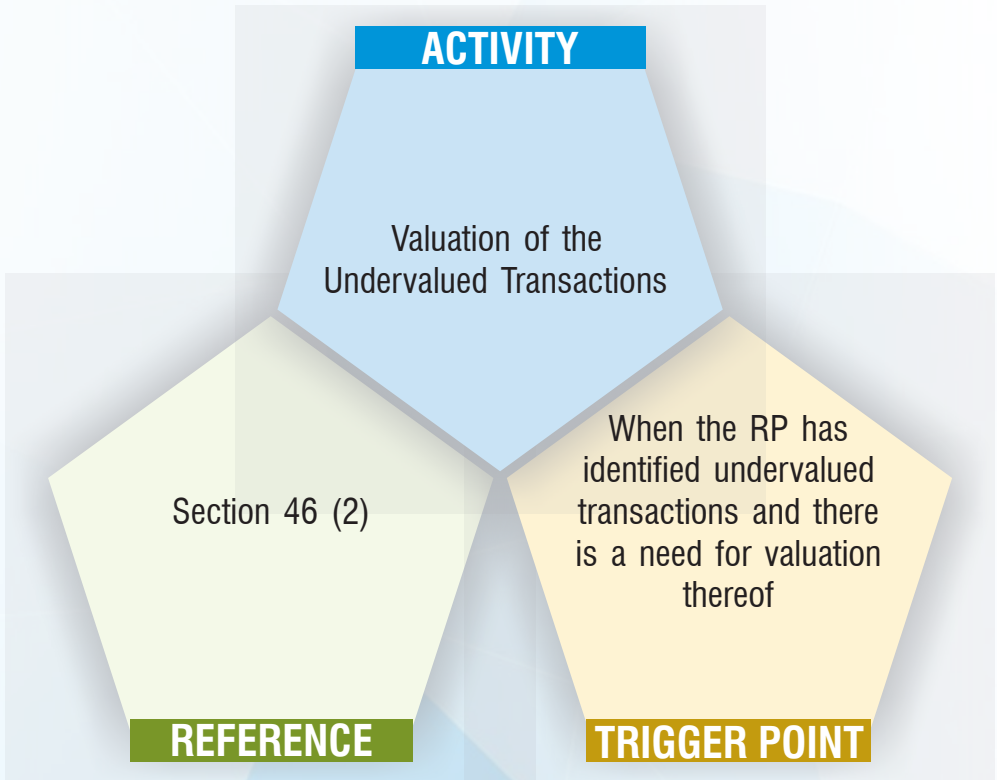 ACTIVITY
Valuation of the
Undervalued Transactions
Section 46 (2)
REFERENCE
When the RP has
identified undervalued
transactions and there
is a need for valuation
thereof
TRIGGER POINT